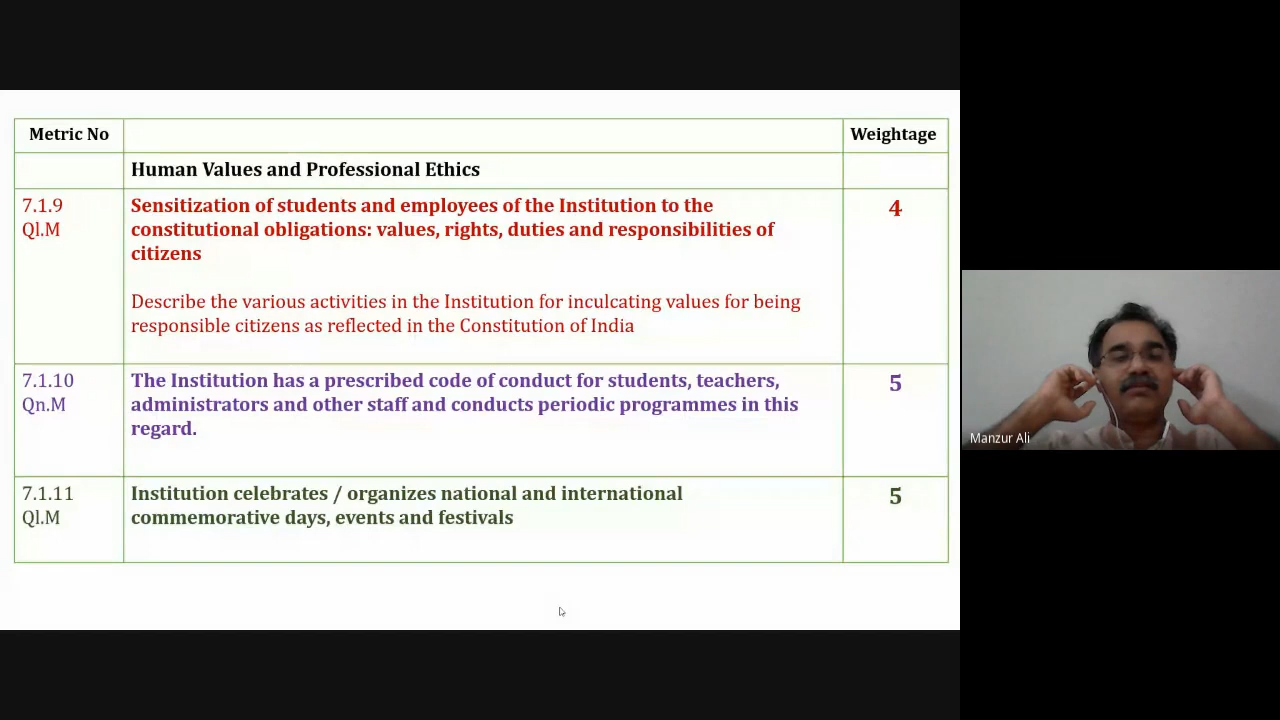 Metric No
Weightage
Human Values and Professional Ethics
7.1.9
Ql.M
Sensitization of students and employees of the Institution to the
constitutional obligations: values, rights, duties and responsibilities of
citizens
4
Describe the various activities in the Institution for inculcating values for being
responsible citizens as reflected in the Constitution of India
7.1.10
Qn.M
The Institution has a prescribed code of conduct for students, teachers,
administrators and other staff and conducts periodic programmes in this
regard.
5
7.1.11
Ql.M
Institution celebrates / organizes national and international
commemorative days, events and festivals
5
Manzur Ali